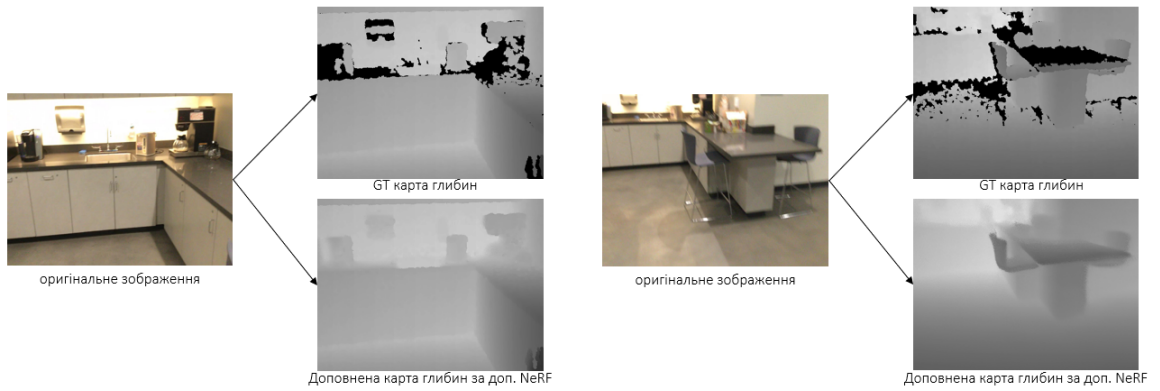 GT карта глибин
оригінальне зображення
Доповнена карта глибин за доп. NeRF
GT карта глибин
оригінальне зображення
Доповнена карта глибин за доп. NeRF